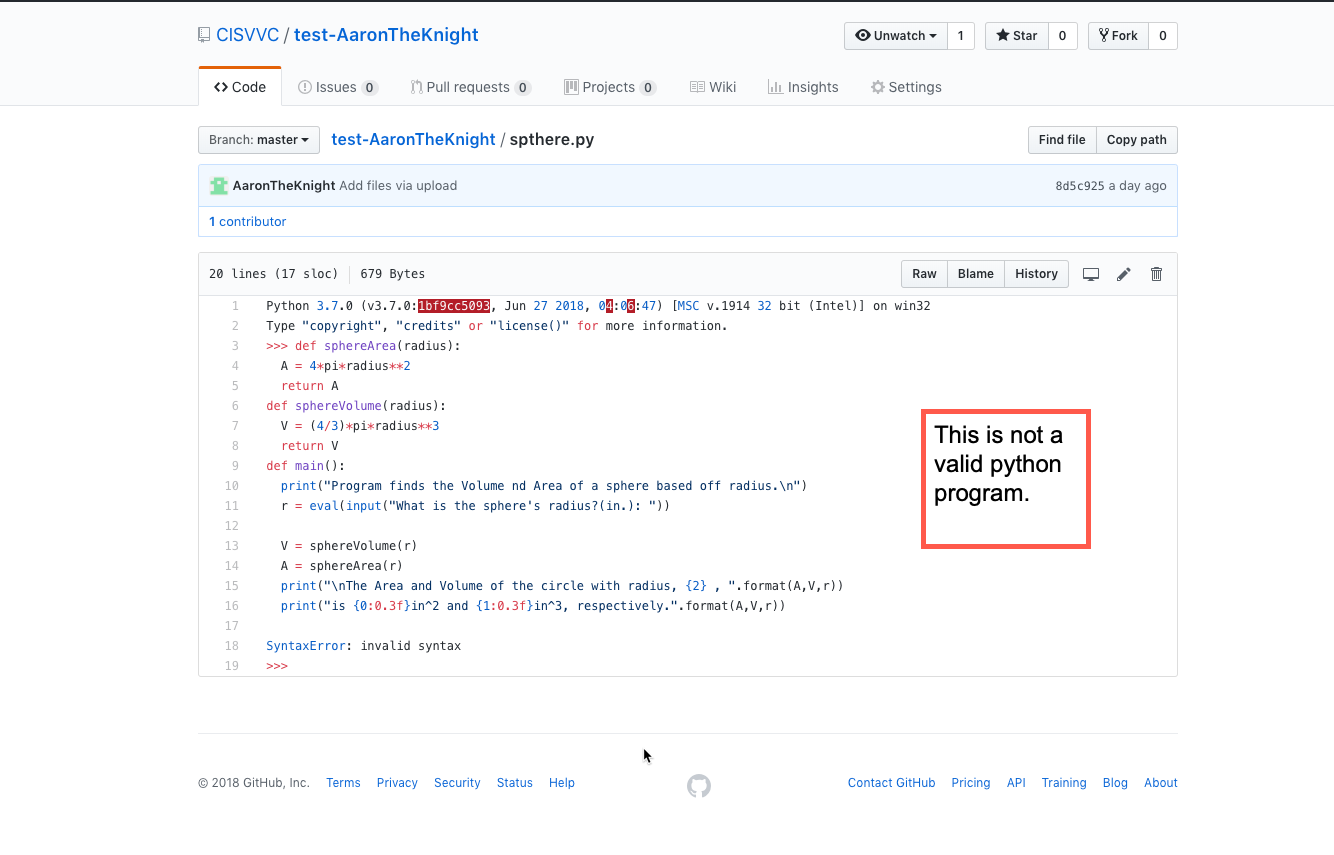 CISVVC / test-AaronTheKnight
Unwatch 1 Star 0 Fork 0
Code Issues 0 Pull requests 0 Projects 0 Wiki Insights Settings
Branch: master test-AaronTheKnight / spthere.py Find file Copy path
AaronTheKnight Add files via upload 8d5c925 a day ago
1 contributor
20 lines (17 sloc) 679 Bytes Raw Blame History
1 Python 3.7.0 (v3.7.0:1bf9cc5093, Jun 27 2018, 04:06:47) [MSC v.1914 32 bit (Intel)] on win32
2 Type "copyright", "credits" or "license()" for more information.
3 >>> def sphereArea(radius):
4 A = 4*pi*radius**2
5 return A
6 def sphereVolume(radius):
7 V = (4/3)*pi*radius**3
8 return V
9 def main():
10 print("Program finds the Volume nd Area of a sphere based off radius.\n")
11 r = eval(input("What is the sphere's radius?(in.): "))
12
13 V = sphereVolume(r)
14 A = sphereArea(r)
15 print("\nThe Area and Volume of the circle with radius, {2} , ".format(A,V,r))
16 print("is {0:0.3f}in^2 and {1:0.3f}in^3, respectively.".format(A,V,r))
17
18 SyntaxError: invalid syntax
19 >>>
This is not a
valid python
program.
© 2018 GitHub, Inc. Terms Privacy Security Status Help Contact GitHub Pricing API Training Blog About